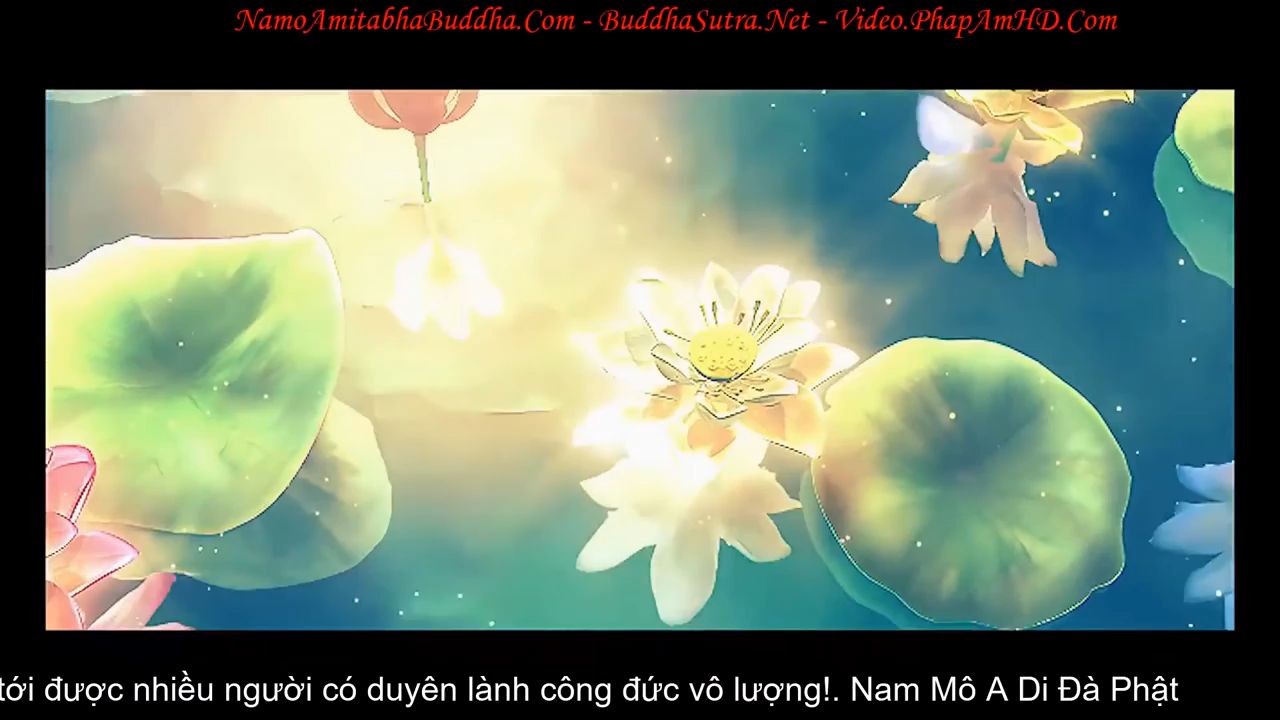 NamoAmitabhaBuddha.Com - BuddhaSutra.Net - Video.PhapAmHD.Com
tới được nhiều người có duyên lành công đức vô lượng!. Nam Mô A Di Đà Phật